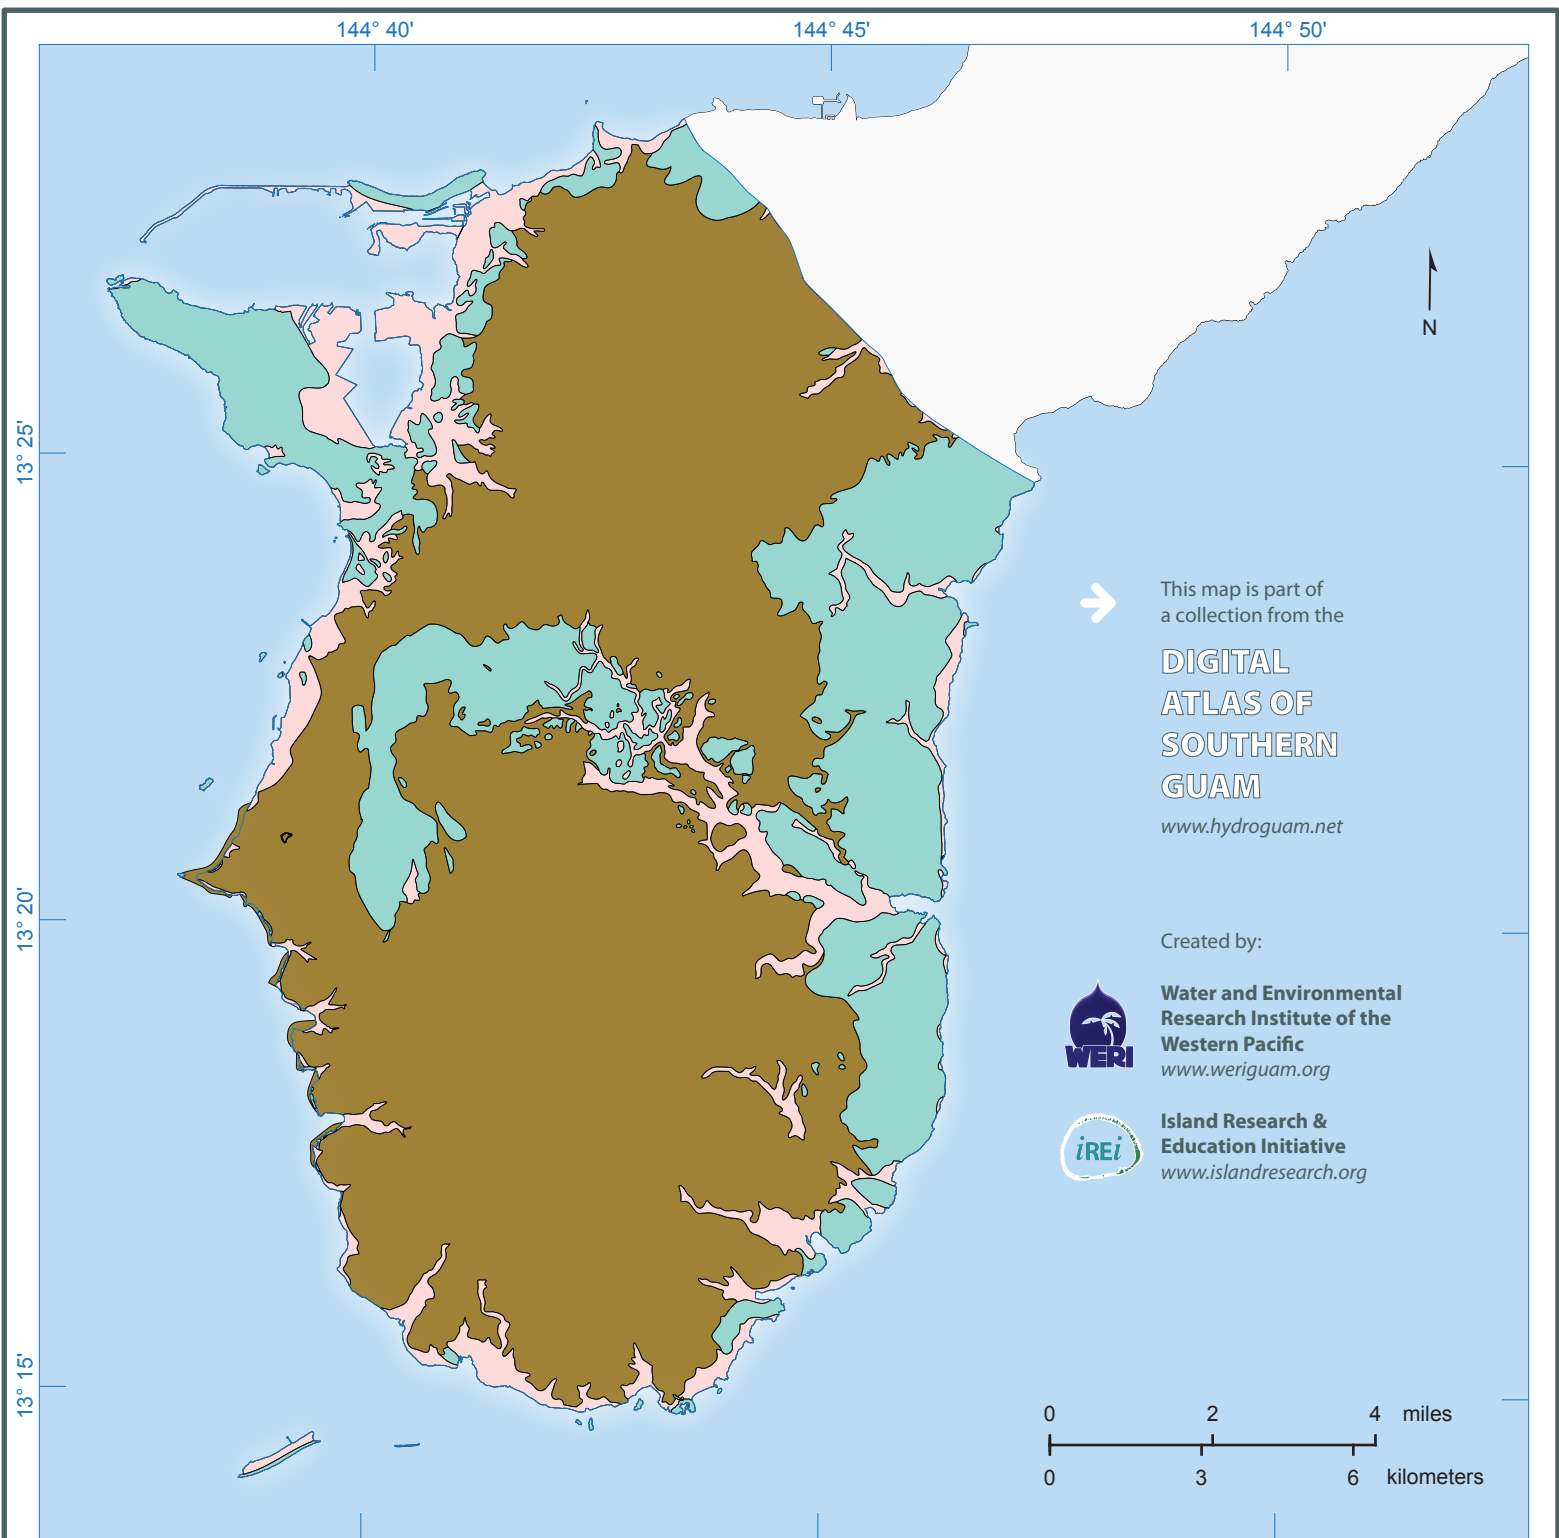 144° 40'
144° 45'
144° 50'
13° 25'
13° 20'
13° 15'
N
This map is part of
a collection from the
DIGITAL
ATLAS OF
SOUTHERN
GUAM
www.hydroguam.net
Created by:
WERI
Water and Environmental
Research Institute of the
Western Pacific
www.weriguam.org
iREi
Island Research &
Education Initiative
www.islandresearch.org
0 2 4 miles
0 3 6 kilometers